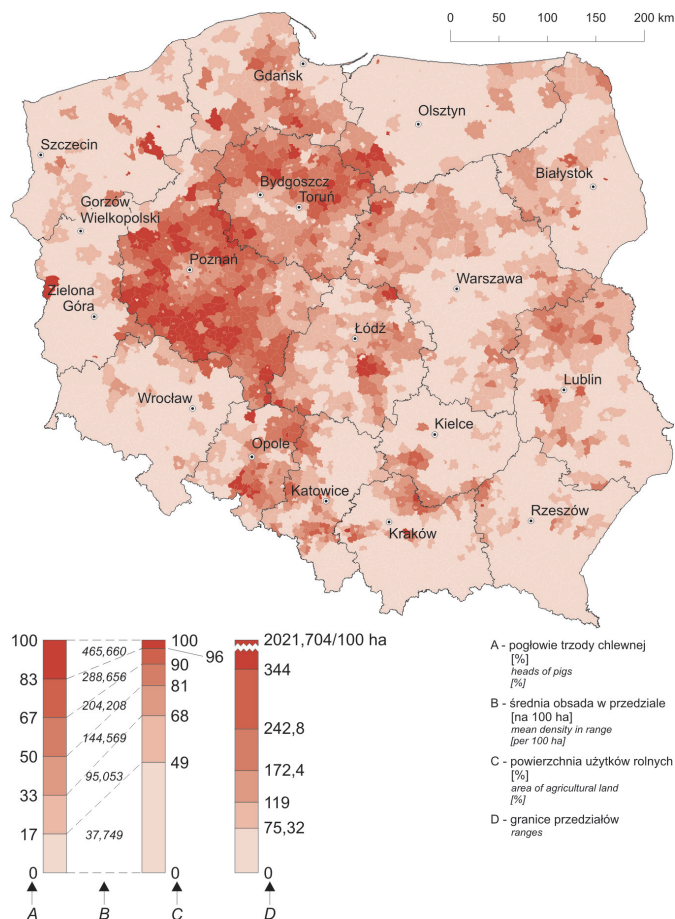 0 50 100 150 200 km
Gdańsk
Olsztyn
Szczecin
Białystok
Bydgoszcz
Toruń
Gorzów
Wielkopolski
Poznań
Warszawa
Zielona
Góra
Łódź
Lublin
Wrocław
Kielce
Opole
Katowice
Rzeszów
Kraków
100
83
67
50
33
17
0
465,660
288,656
204,208
144,569
95,053
37,749
100
96
90
81
68
49
0
2021,704/100 ha
344
242,8
172,4
119
75,32
0
A B C D
A - pogłowie trzody chlewnej
[%]
heads of pigs
[%]
B - średnia obsada w przedziale
[na 100 ha]
mean density in range
[per 100 ha]
C - powierzchnia użytków rolnych
[%]
area of agricultural land
[%]
D - granice przedziałów
ranges